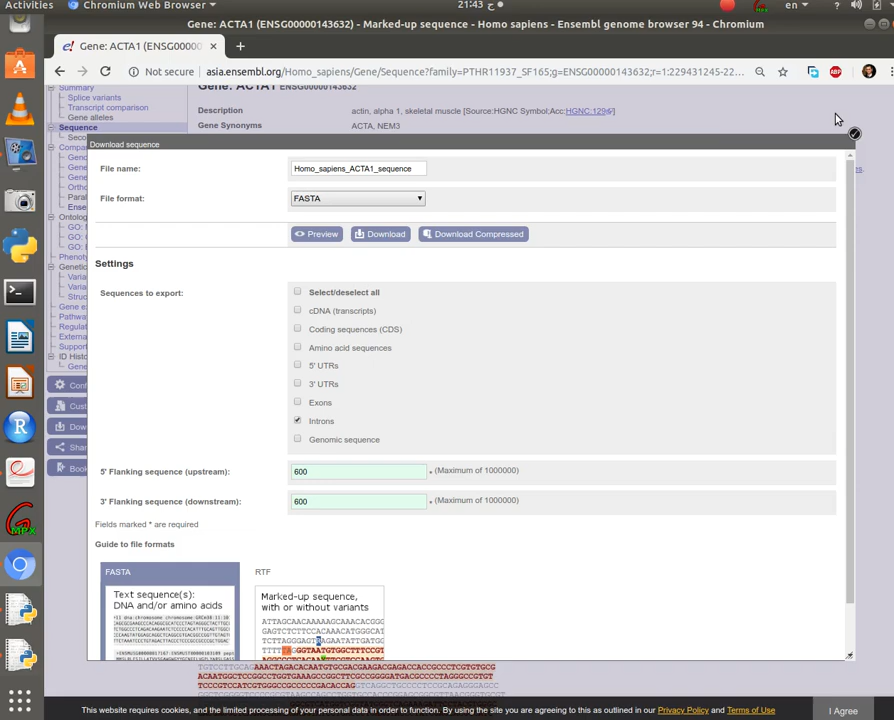 Activities Chromium Web Browser ▾ 21:43 ج en ▾
Gene: ACTA1 (ENSG00000143632) - Marked-up sequence - Homo sapiens - Ensembl genome browser 94 - Chromium
e! Gene: ACTA1 (ENSG00000 × +
Not secure asia.ensembl.org/Homo_sapiens/Gene/Sequence?family=PTHR11937_SF165;g=ENSG00000143632;r=1:229431245-22... ABP
Summary
Splice variants
Transcript comparison
Gene alleles
Sequence
Gene: ACTA1 ENSG00000143632
Description actin, alpha 1, skeletal muscle [Source:HGNC Symbol;Acc:HGNC:129]
Gene Synonyms ACTA, NEM3
Download sequence
File name: Homo_sapiens_ACTA1_sequence
File format: FASTA
Preview Download Download Compressed
Settings
Sequences to export:
Select/deselect all
cDNA (transcripts)
Coding sequences (CDS)
Amino acid sequences
5' UTRs
3' UTRs
Exons
Introns
Genomic sequence
5' Flanking sequence (upstream): 600 * (Maximum of 1000000)
3' Flanking sequence (downstream): 600 * (Maximum of 1000000)
Fields marked * are required
Guide to file formats
FASTA
Text sequence(s):
DNA and/or amino acids
RTF
Marked-up sequence,
with or without variants
This website requires cookies, and the limited processing of your personal data in order to function. By using the site you are agreeing to this as outlined in our Privacy Policy and Terms of Use
I Agree